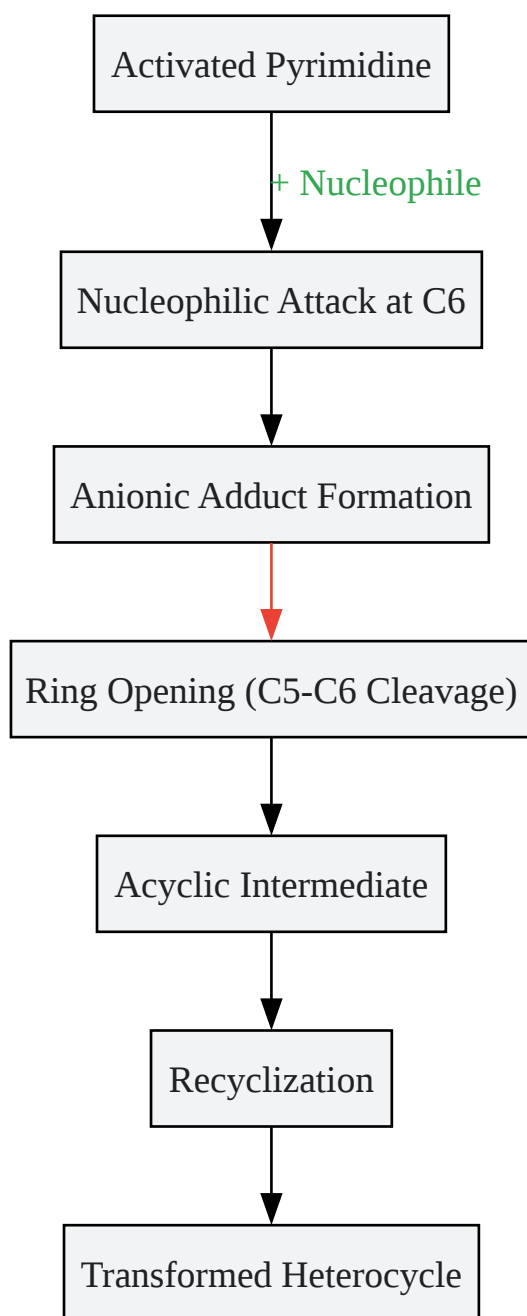 Activated Pyrimidine
+ Nucleophile
Nucleophilic Attack at C6
Anionic Adduct Formation
Ring Opening (C5-C6 Cleavage)
Acyclic Intermediate
Recyclization
Transformed Heterocycle